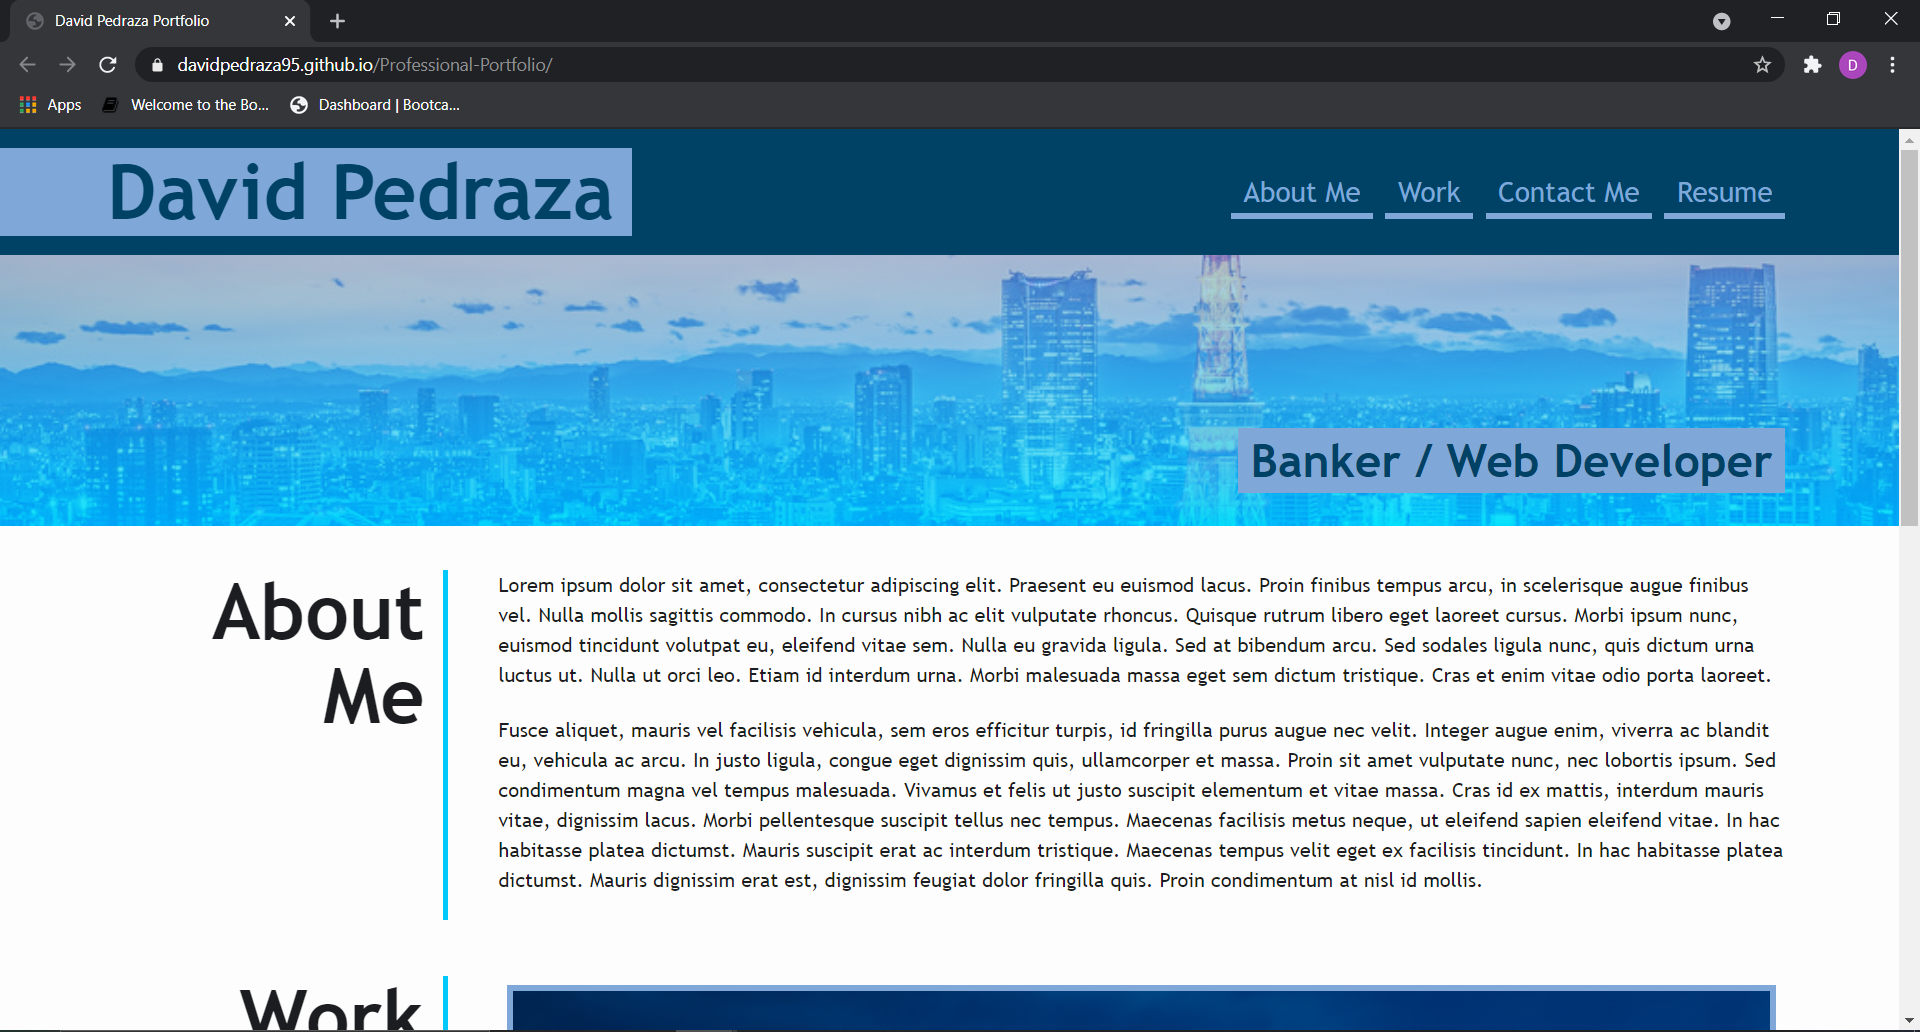 David Pedraza Portfolio
davidpedraza95.github.io/Professional-Portfolio/
D
Apps
Welcome to the Bo...
Dashboard | Bootca...
David Pedraza
About Me
Work
Contact Me
Resume
Banker / Web Developer
About
Me
Lorem ipsum dolor sit amet, consectetur adipiscing elit. Praesent eu euismod lacus. Proin finibus tempus arcu, in scelerisque augue finibus
vel. Nulla mollis sagittis commodo. In cursus nibh ac elit vulputate rhoncus. Quisque rutrum libero eget laoreet cursus. Morbi ipsum nunc,
euismod tincidunt volutpat eu, eleifend vitae sem. Nulla eu gravida ligula. Sed at bibendum arcu. Sed sodales ligula nunc, quis dictum urna
luctus ut. Nulla ut orci leo. Etiam id interdum urna. Morbi malesuada massa eget sem dictum tristique. Cras et enim vitae odio porta laoreet.
Fusce aliquet, mauris vel facilisis vehicula, sem eros efficitur turpis, id fringilla purus augue nec velit. Integer augue enim, viverra ac blandit
eu, vehicula ac arcu. In justo ligula, congue eget dignissim quis, ullamcorper et massa. Proin sit amet vulputate nunc, nec lobortis ipsum. Sed
condimentum magna vel tempus malesuada. Vivamus et felis ut justo suscipit elementum et vitae massa. Cras id ex mattis, interdum mauris
vitae, dignissim lacus. Morbi pellentesque suscipit tellus nec tempus. Maecenas facilisis metus neque, ut eleifend sapien eleifend vitae. In hac
habitasse platea dictumst. Mauris suscipit erat ac interdum tristique. Maecenas tempus velit eget ex facilisis tincidunt. In hac habitasse platea
dictumst. Mauris dignissim erat est, dignissim feugiat dolor fringilla quis. Proin condimentum at nisl id mollis.
Work